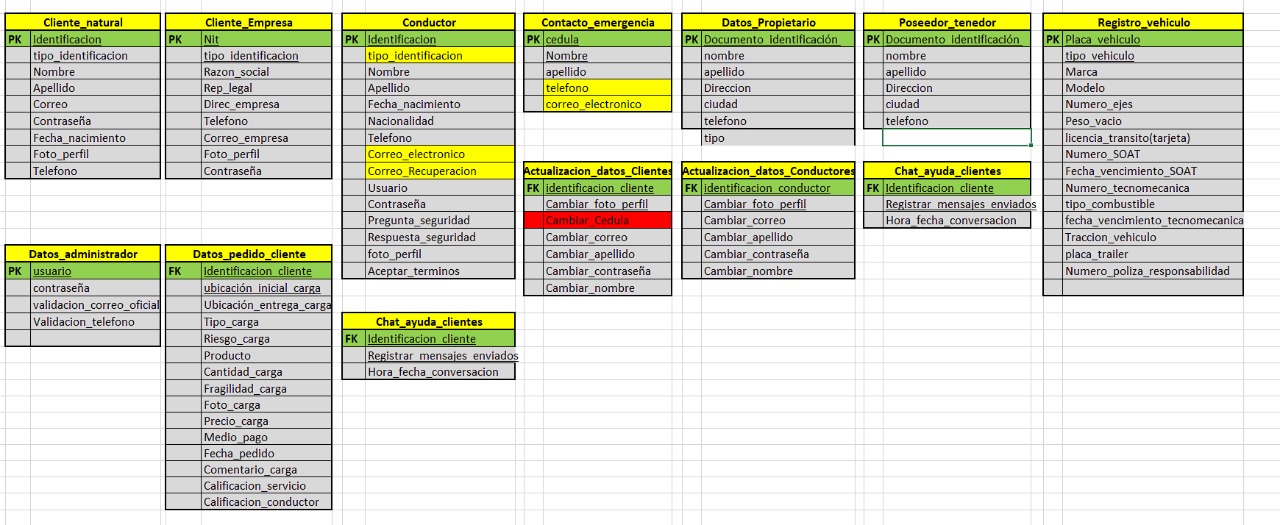 Cliente_natural
PK Identificacion
tipo_identificacion
Nombre
Apellido
Correo
Contraseña
Fecha_nacimiento
Foto_perfil
Telefono
Cliente_Empresa
PK Nit
tipo_identificacion
Razon_social
Rep_legal
Direc_empresa
Telefono
Correo_empresa
Foto_perfil
Contraseña
Conductor
PK Identificacion
tipo_identificacion
Nombre
Apellido
Fecha_nacimiento
Nacionalidad
Telefono
Correo_electronico
Correo_Recuperacion
Usuario
Contraseña
Pregunta_seguridad
Respuesta_seguridad
foto_perfil
Aceptar_terminos
Contacto_emergencia
PK cedula
Nombre
apellido
telefono
correo_electronico
Datos_Propietario
PK Documento_identificación
nombre
apellido
Direccion
ciudad
telefono
tipo
Poseedor_tenedor
PK Documento_identificación
nombre
apellido
Direccion
ciudad
telefono
Registro_vehiculo
PK Placa_vehiculo
tipo_vehiculo
Marca
Modelo
Numero_ejes
Peso_vacio
licencia_transito(tarjeta)
Numero_SOAT
Fecha_vencimiento_SOAT
Numero_tecnomecanica
tipo_combustible
fecha_vencimiento_tecnomecanica
Traccion_vehiculo
placa_trailer
Numero_poliza_responsabilidad
Actualizacion_datos_Clientes
FK identificacion_cliente
Cambiar_foto_perfil
Cambiar_Cedula
Cambiar_correo
Cambiar_apellido
Cambiar_contraseña
Cambiar_nombre
Actualizacion_datos_Conductores
FK identificacion_conductor
Cambiar_foto_perfil
Cambiar_correo
Cambiar_apellido
Cambiar_contraseña
Cambiar_nombre
Chat_ayuda_clientes
FK Identificacion_cliente
Registrar_mensajes_enviados
Hora_fecha_conversacion
Datos_administrador
PK usuario
contraseña
validacion_correo_oficial
Validacion_telefono
Datos_pedido_cliente
FK Identificacion_cliente
ubicación_inicial_carga
Ubicación_entrega_carga
Tipo_carga
Riesgo_carga
Producto
Cantidad_carga
Fragilidad_carga
Foto_carga
Precio_carga
Medio_pago
Fecha_pedido
Comentario_carga
Calificacion_servicio
Calificacion_conductor
Chat_ayuda_clientes
FK Identificacion_cliente
Registrar_mensajes_enviados
Hora_fecha_conversacion